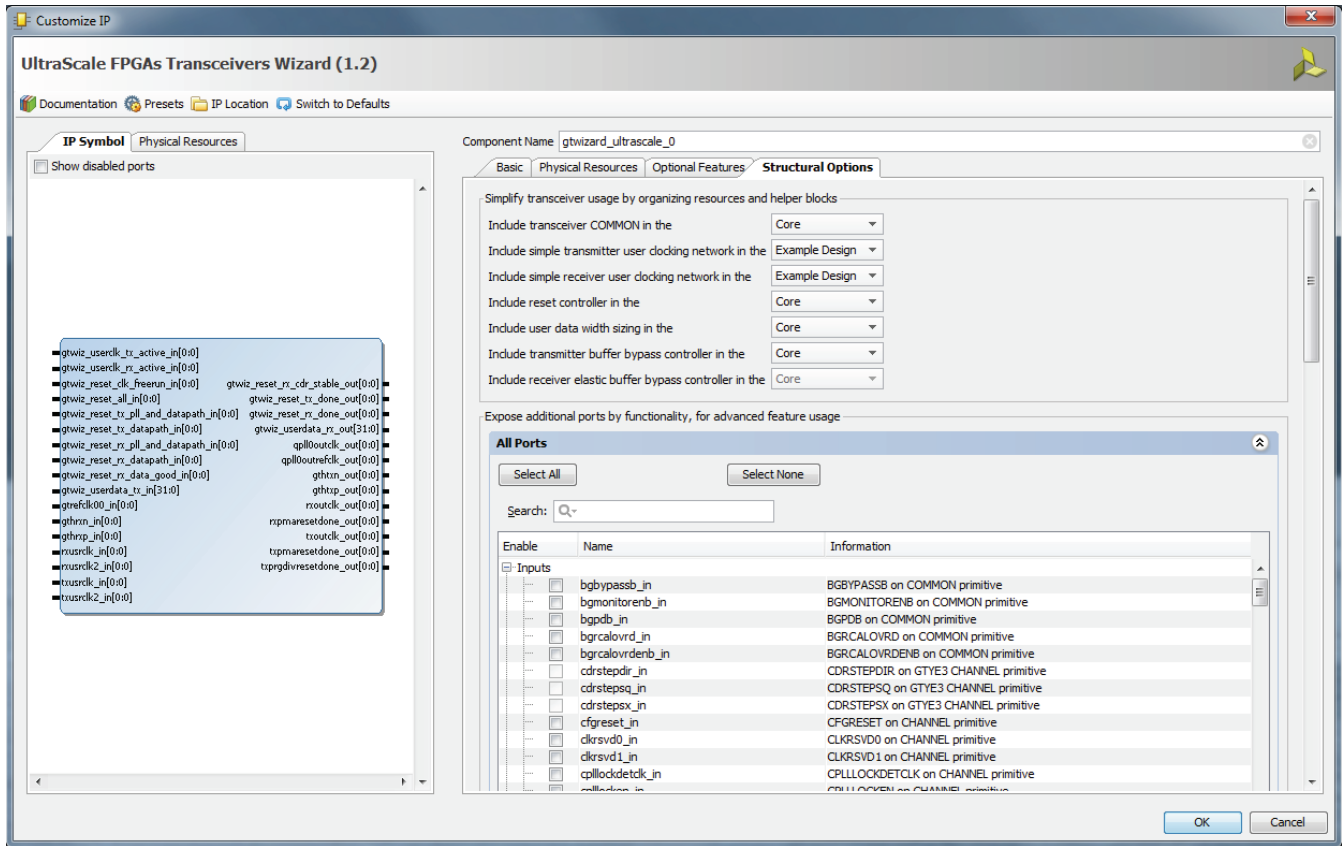 Customize IP
UltraScale FPGAs Transceivers Wizard (1.2)
Documentation Presets IP Location Switch to Defaults
IP Symbol Physical Resources
Show disabled ports
gtwiz_userclk_tx_active_in[0:0]
gtwiz_userclk_rx_active_in[0:0]
gtwiz_reset_clk_freerun_in[0:0] gtwiz_reset_rx_cdr_stable_out[0:0]
gtwiz_reset_all_in[0:0] gtwiz_reset_tx_done_out[0:0]
gtwiz_reset_tx_pll_and_datapath_in[0:0] gtwiz_reset_rx_done_out[0:0]
gtwiz_reset_tx_datapath_in[0:0] gtwiz_userdata_rx_out[31:0]
gtwiz_reset_rx_pll_and_datapath_in[0:0] qpll0outclk_out[0:0]
gtwiz_reset_rx_datapath_in[0:0] qpll0outrefclk_out[0:0]
gtwiz_reset_rx_data_good_in[0:0] gthtxn_out[0:0]
gtwiz_userdata_tx_in[31:0] gthtxp_out[0:0]
gtrefclk00_in[0:0] rxoutclk_out[0:0]
gthrxn_in[0:0] rxpmaresetdone_out[0:0]
gthrxp_in[0:0] txoutclk_out[0:0]
rxusrclk_in[0:0] txpmaresetdone_out[0:0]
rxusrclk2_in[0:0] txprgdivresetdone_out[0:0]
txusrclk_in[0:0]
txusrclk2_in[0:0]
Component Name gtwizard_ultrascale_0
Basic Physical Resources Optional Features Structural Options
Simplify transceiver usage by organizing resources and helper blocks
Include transceiver COMMON in the Core
Include simple transmitter user clocking network in the Example Design
Include simple receiver user clocking network in the Example Design
Include reset controller in the Core
Include user data width sizing in the Core
Include transmitter buffer bypass controller in the Core
Include receiver elastic buffer bypass controller in the Core
Expose additional ports by functionality, for advanced feature usage
All Ports
Select All Select None
Search:
Enable Name Information
Inputs
bgbypassb_in BGBYPASSB on COMMON primitive
bgmonitorenb_in BGMONITORENB on COMMON primitive
bgpdb_in BGPDB on COMMON primitive
bgrcalovrd_in BGRCALOVRD on COMMON primitive
bgrcalovrdenb_in BGRCALOVRDENB on COMMON primitive
cdrstepdir_in CDRSTEPDIR on GTYE3 CHANNEL primitive
cdrstepsq_in CDRSTEPSQ on GTYE3 CHANNEL primitive
cdrstepsx_in CDRSTEPSX on GTYE3 CHANNEL primitive
cfgreset_in CFGRESET on CHANNEL primitive
clkrsvd0_in CLKRSVD0 on CHANNEL primitive
clkrsvd1_in CLKRSVD1 on CHANNEL primitive
cplllockdetclk_in CPLLLOCKDETCLK on CHANNEL primitive
cplllocken_in CPLLLOCKEN on CHANNEL primitive
OK Cancel